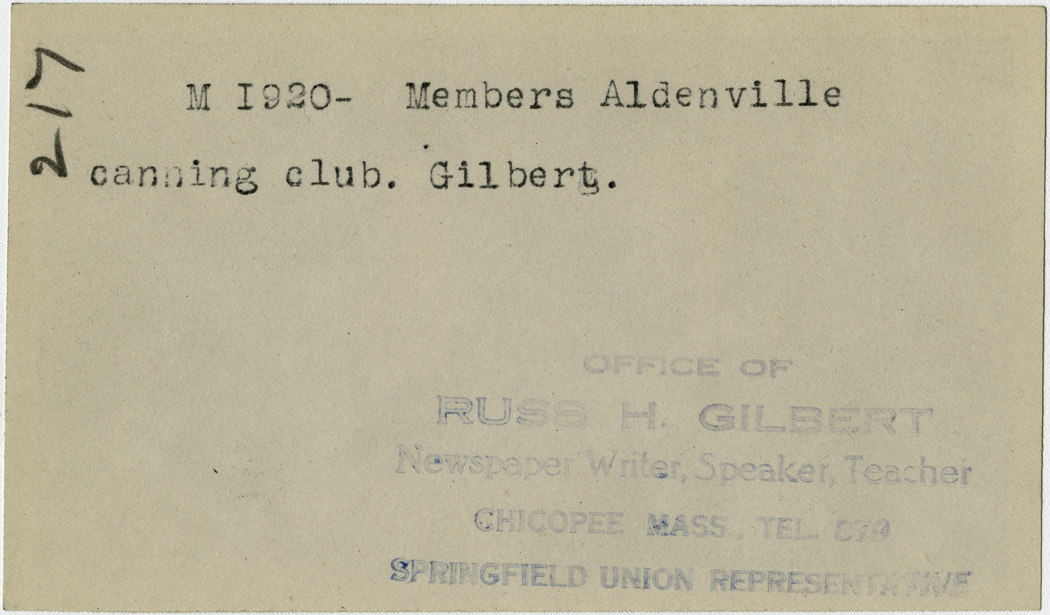 217
M I920- Members Aldenville
canning club. Gilbert.
OFFICE OF
RUSS H. GILBERT
Newspaper Writer, Speaker, Teacher
CHICOPEE MASS. TEL. 879
SPRINGFIELD UNION REPRESENTATIVE